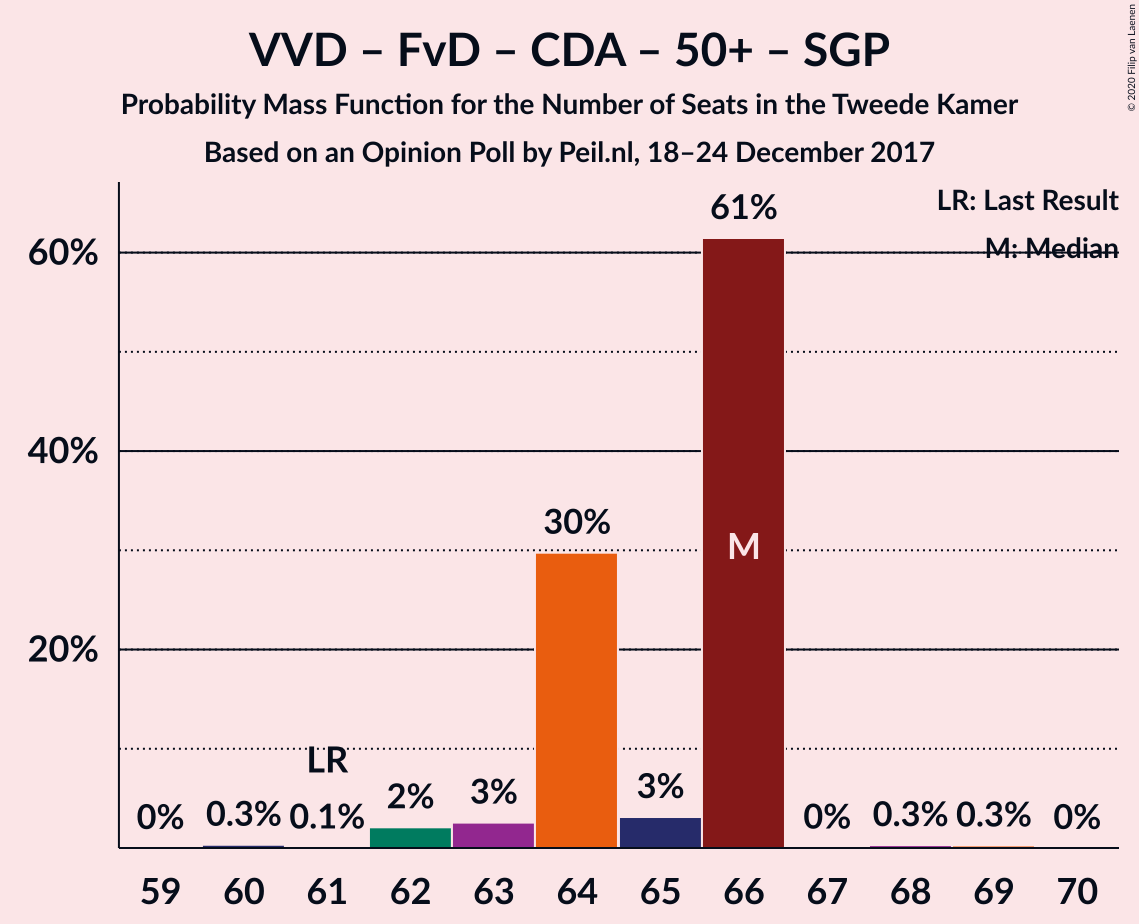 VVD – FvD – CDA – 50+ – SGP
Probability Mass Function for the Number of Seats in the Tweede Kamer
Based on an Opinion Poll by Peil.nl, 18–24 December 2017
© 2020 Filip van Laenen
LR: Last Result
M: Median
60%
40%
20%
0%
0.3%
LR
0.1%
2%
3%
30%
3%
61%
M
0%
0.3%
0.3%
0%
59 60 61 62 63 64 65 66 67 68 69 70